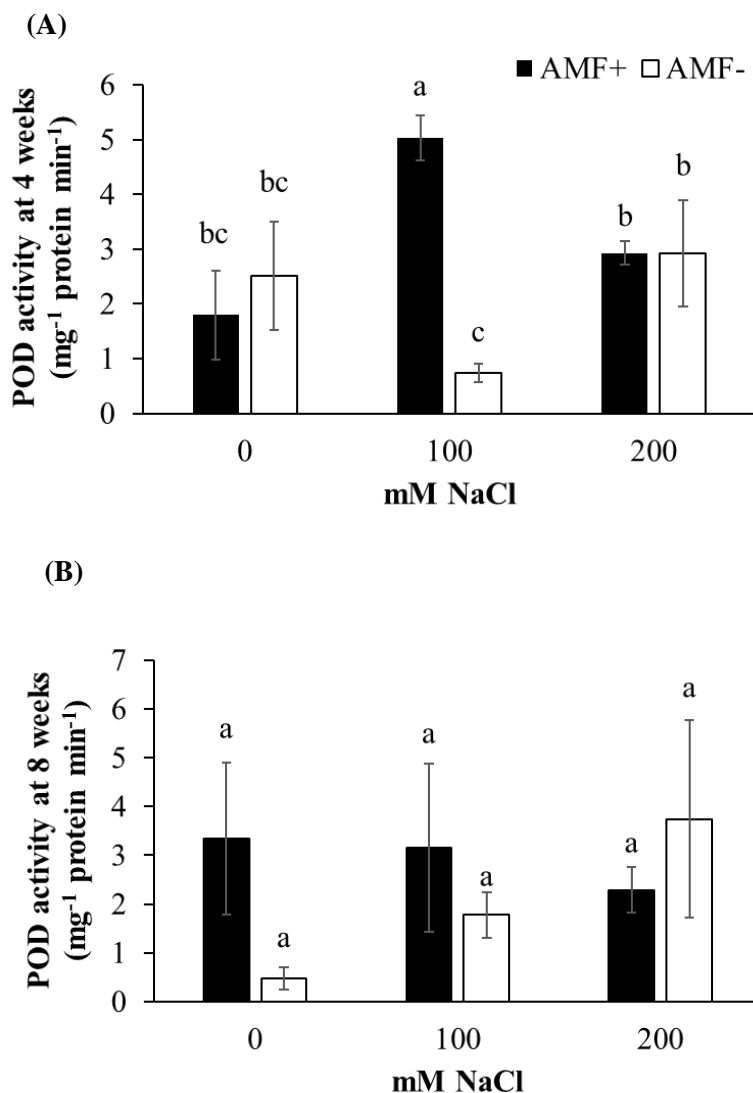 (A)
■ AMF+ □ AMF-
POD activity at 4 weeks
(mg⁻¹ protein min⁻¹)
6
5
4
3
2
1
0
bc
bc
a
c
b
b
0
100
200
mM NaCl
(B)
POD activity at 8 weeks
(mg⁻¹ protein min⁻¹)
7
6
5
4
3
2
1
0
a
a
a
a
a
a
0
100
200
mM NaCl